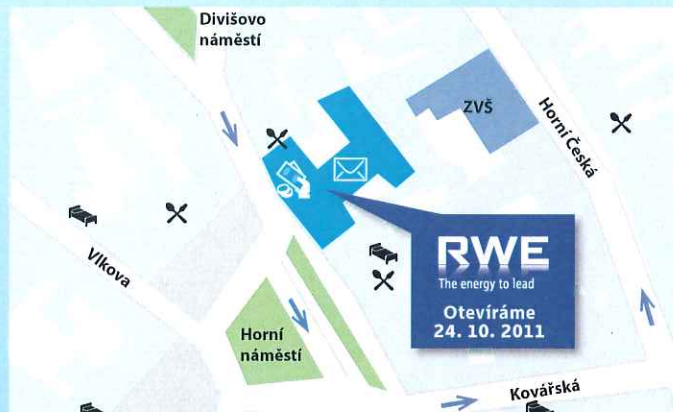 Divišovo
náměstí
ZVŠ
Horní Česká
Vlkova
RWE
The energy to lead
Otevíráme
24. 10. 2011
Horní
náměstí
Kovářská